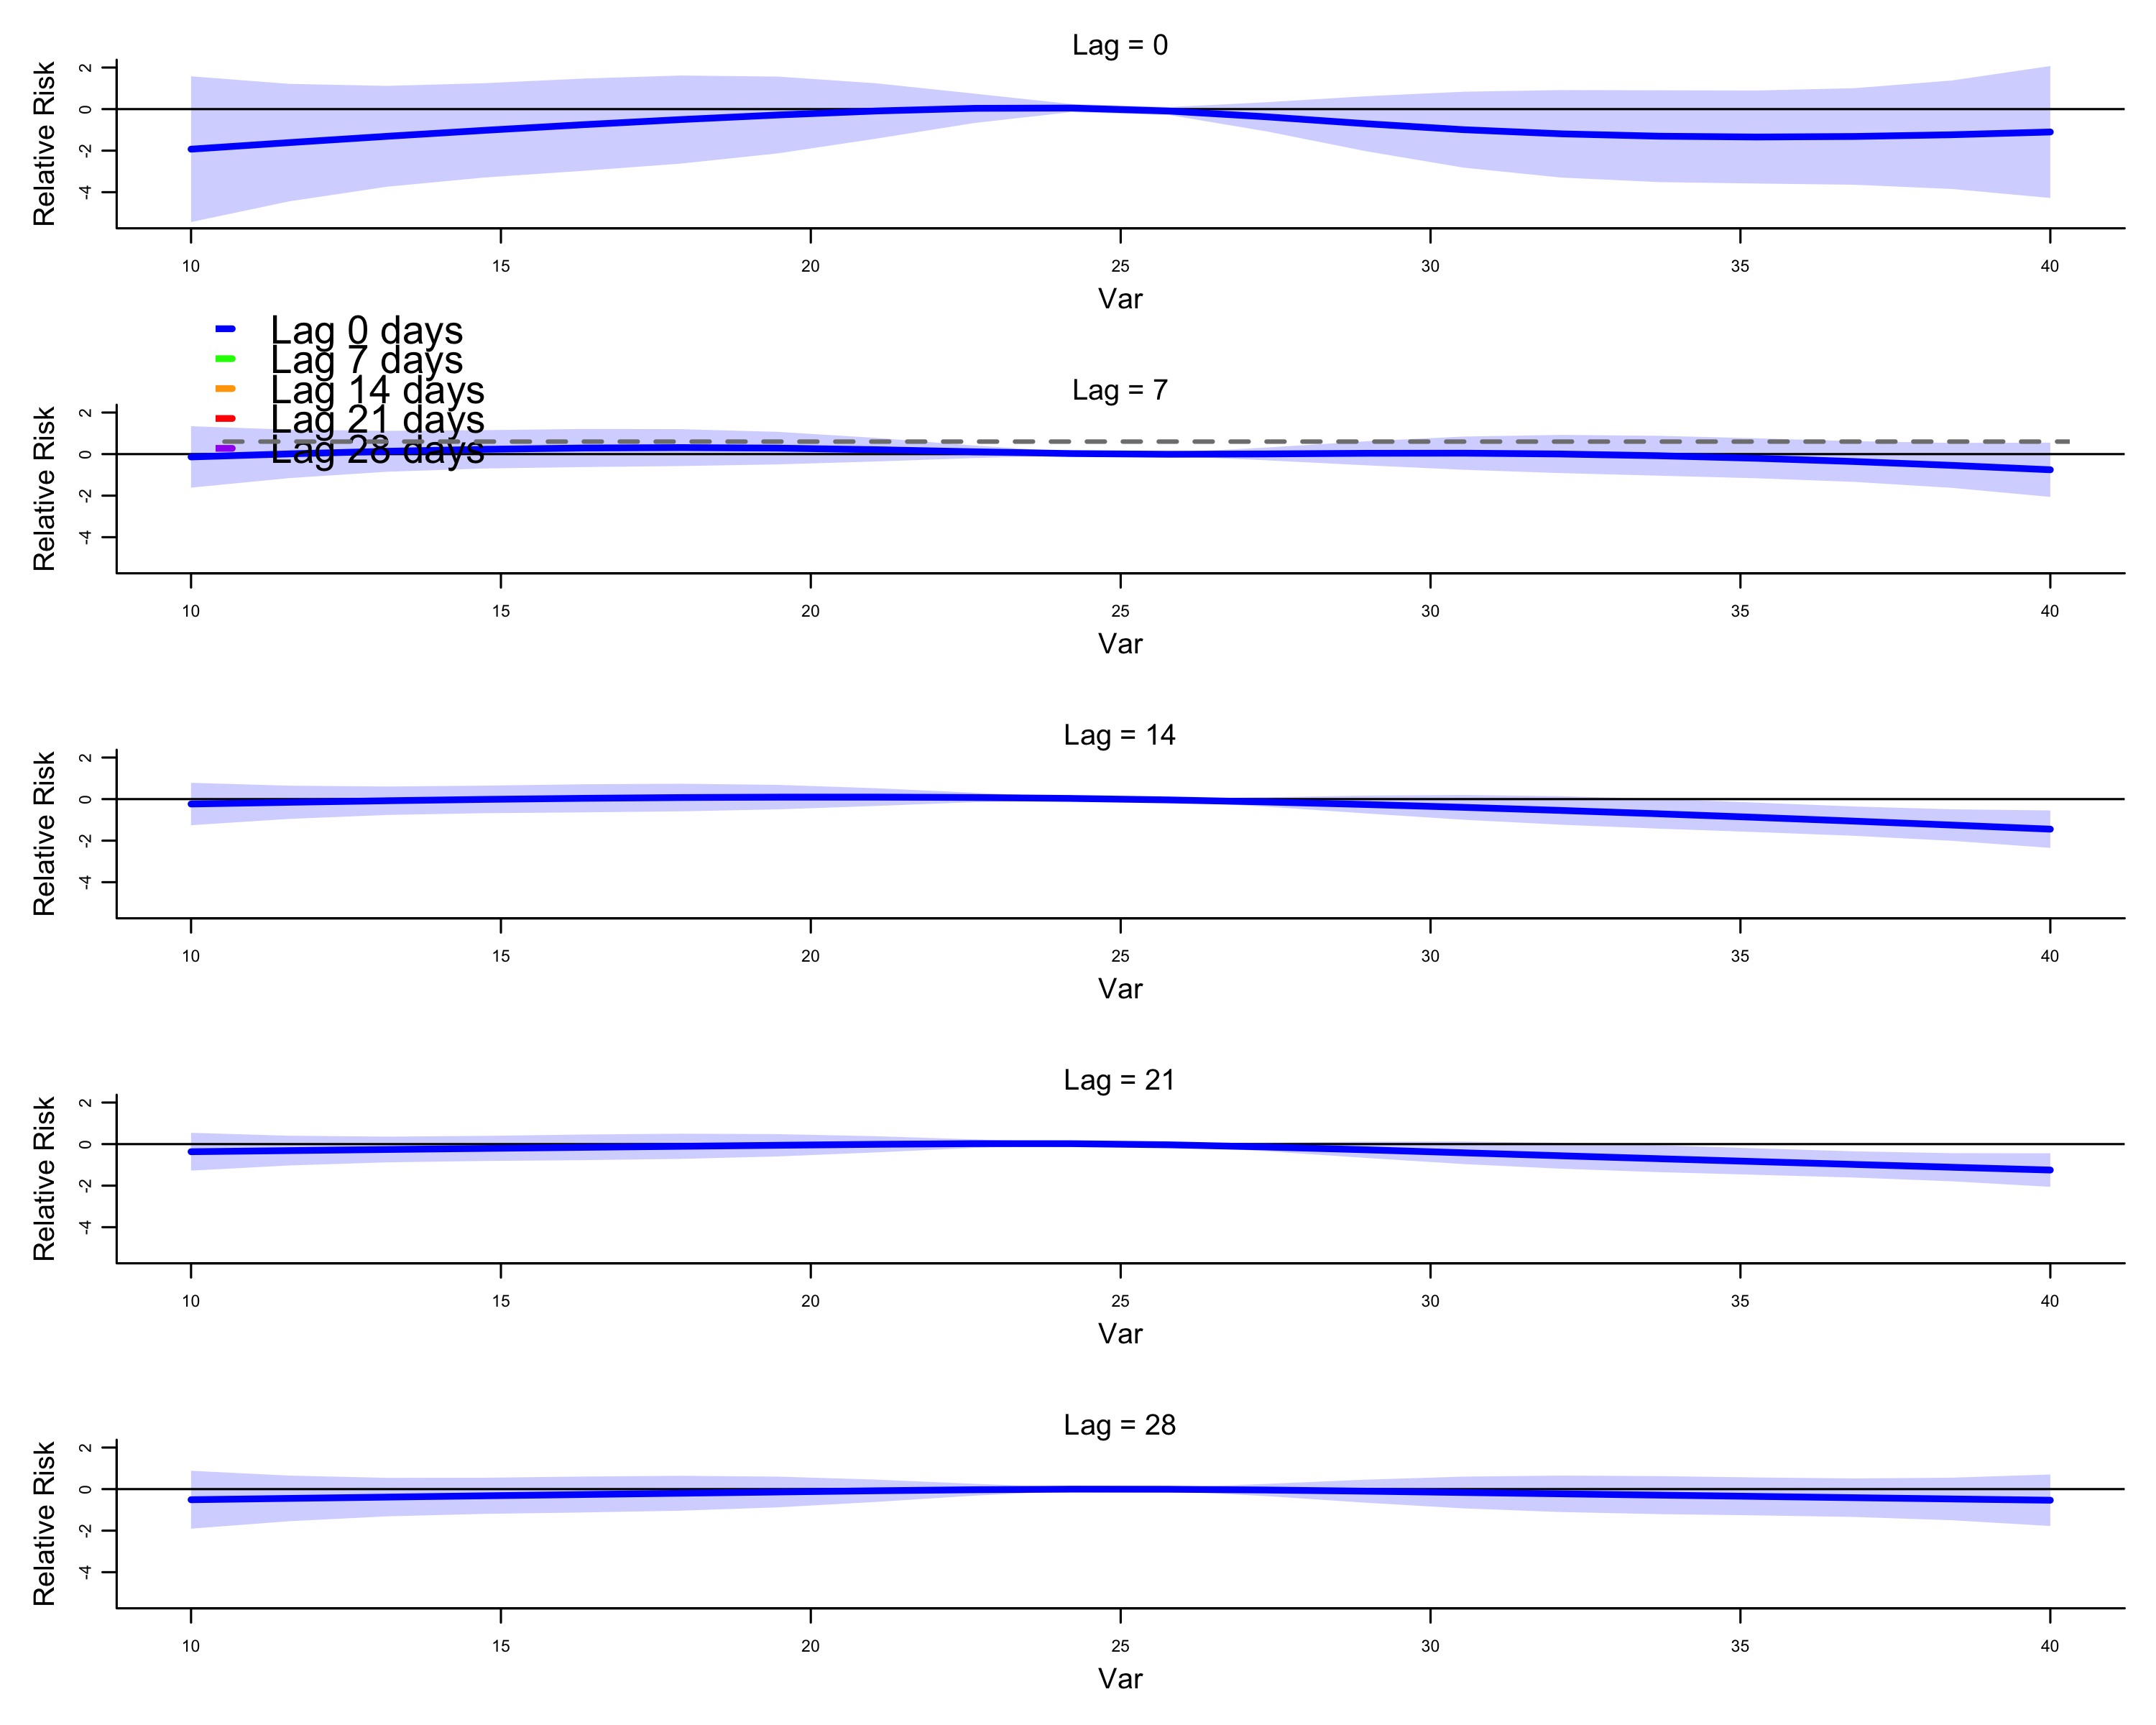 Lag = 0
Relative Risk
2
0
-2
-4
10 15 20 25 30 35 40
Var
Lag 0 days
Lag 7 days
Lag 14 days
Lag 21 days
Lag 28 days
Lag = 7
Relative Risk
2
0
-2
-4
10 15 20 25 30 35 40
Var
Lag = 14
Relative Risk
2
0
-2
-4
10 15 20 25 30 35 40
Var
Lag = 21
Relative Risk
2
0
-2
-4
10 15 20 25 30 35 40
Var
Lag = 28
Relative Risk
2
0
-2
-4
10 15 20 25 30 35 40
Var